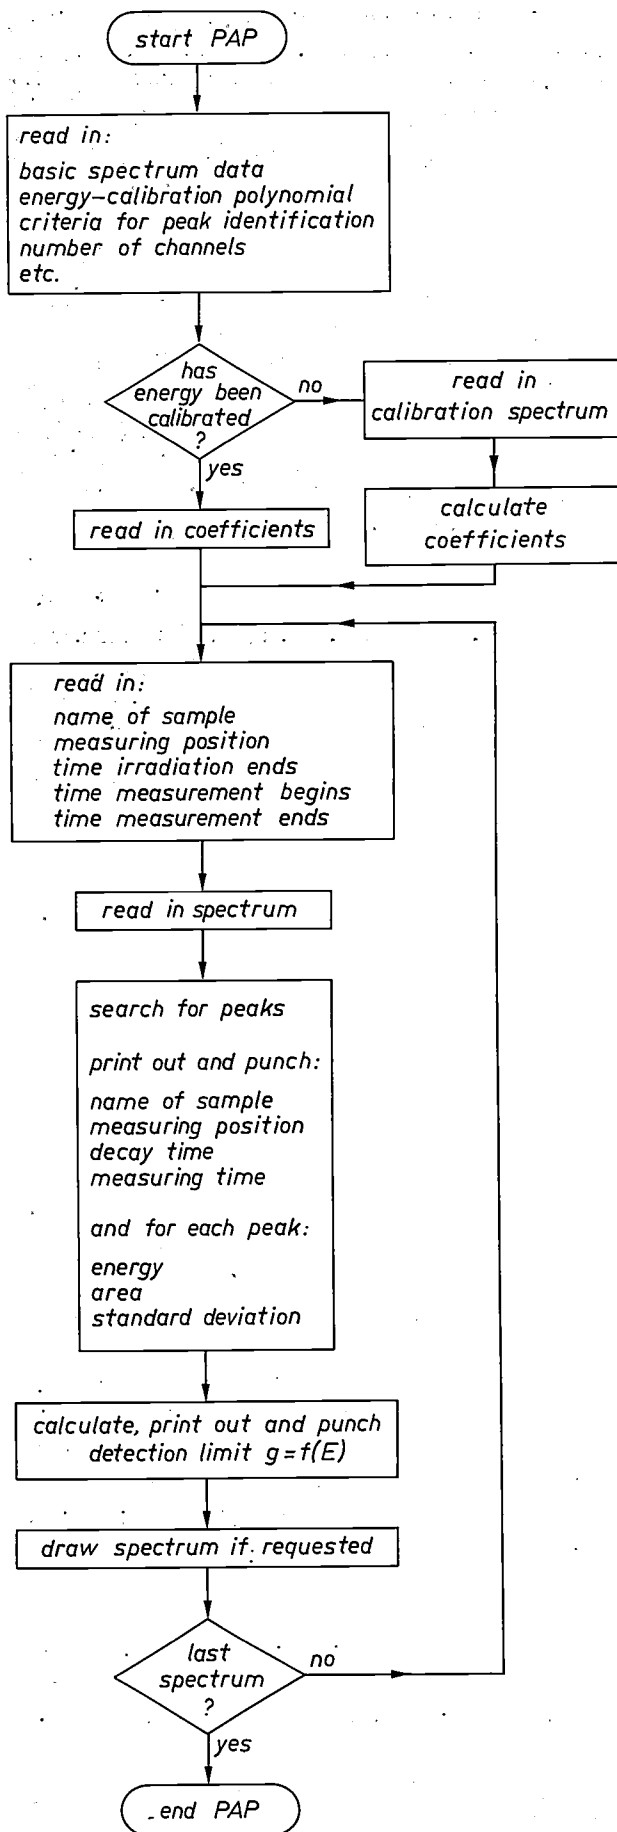 start PAP
read in:
basic spectrum data
energy-calibration polynomial
criteria for peak identification
number of channels
etc.
has
energy been
calibrated
?
no
yes
read in
calibration spectrum
calculate
coefficients
read in coefficients
read in:
name of sample
measuring position
time irradiation ends
time measurement begins
time measurement ends
read in spectrum
search for peaks
print out and punch:
name of sample
measuring position
decay time
measuring time
and for each peak:
energy
area
standard deviation
calculate, print out and punch
detection limit g=f(E)
draw spectrum if requested
last
spectrum
?
no
yes
end PAP